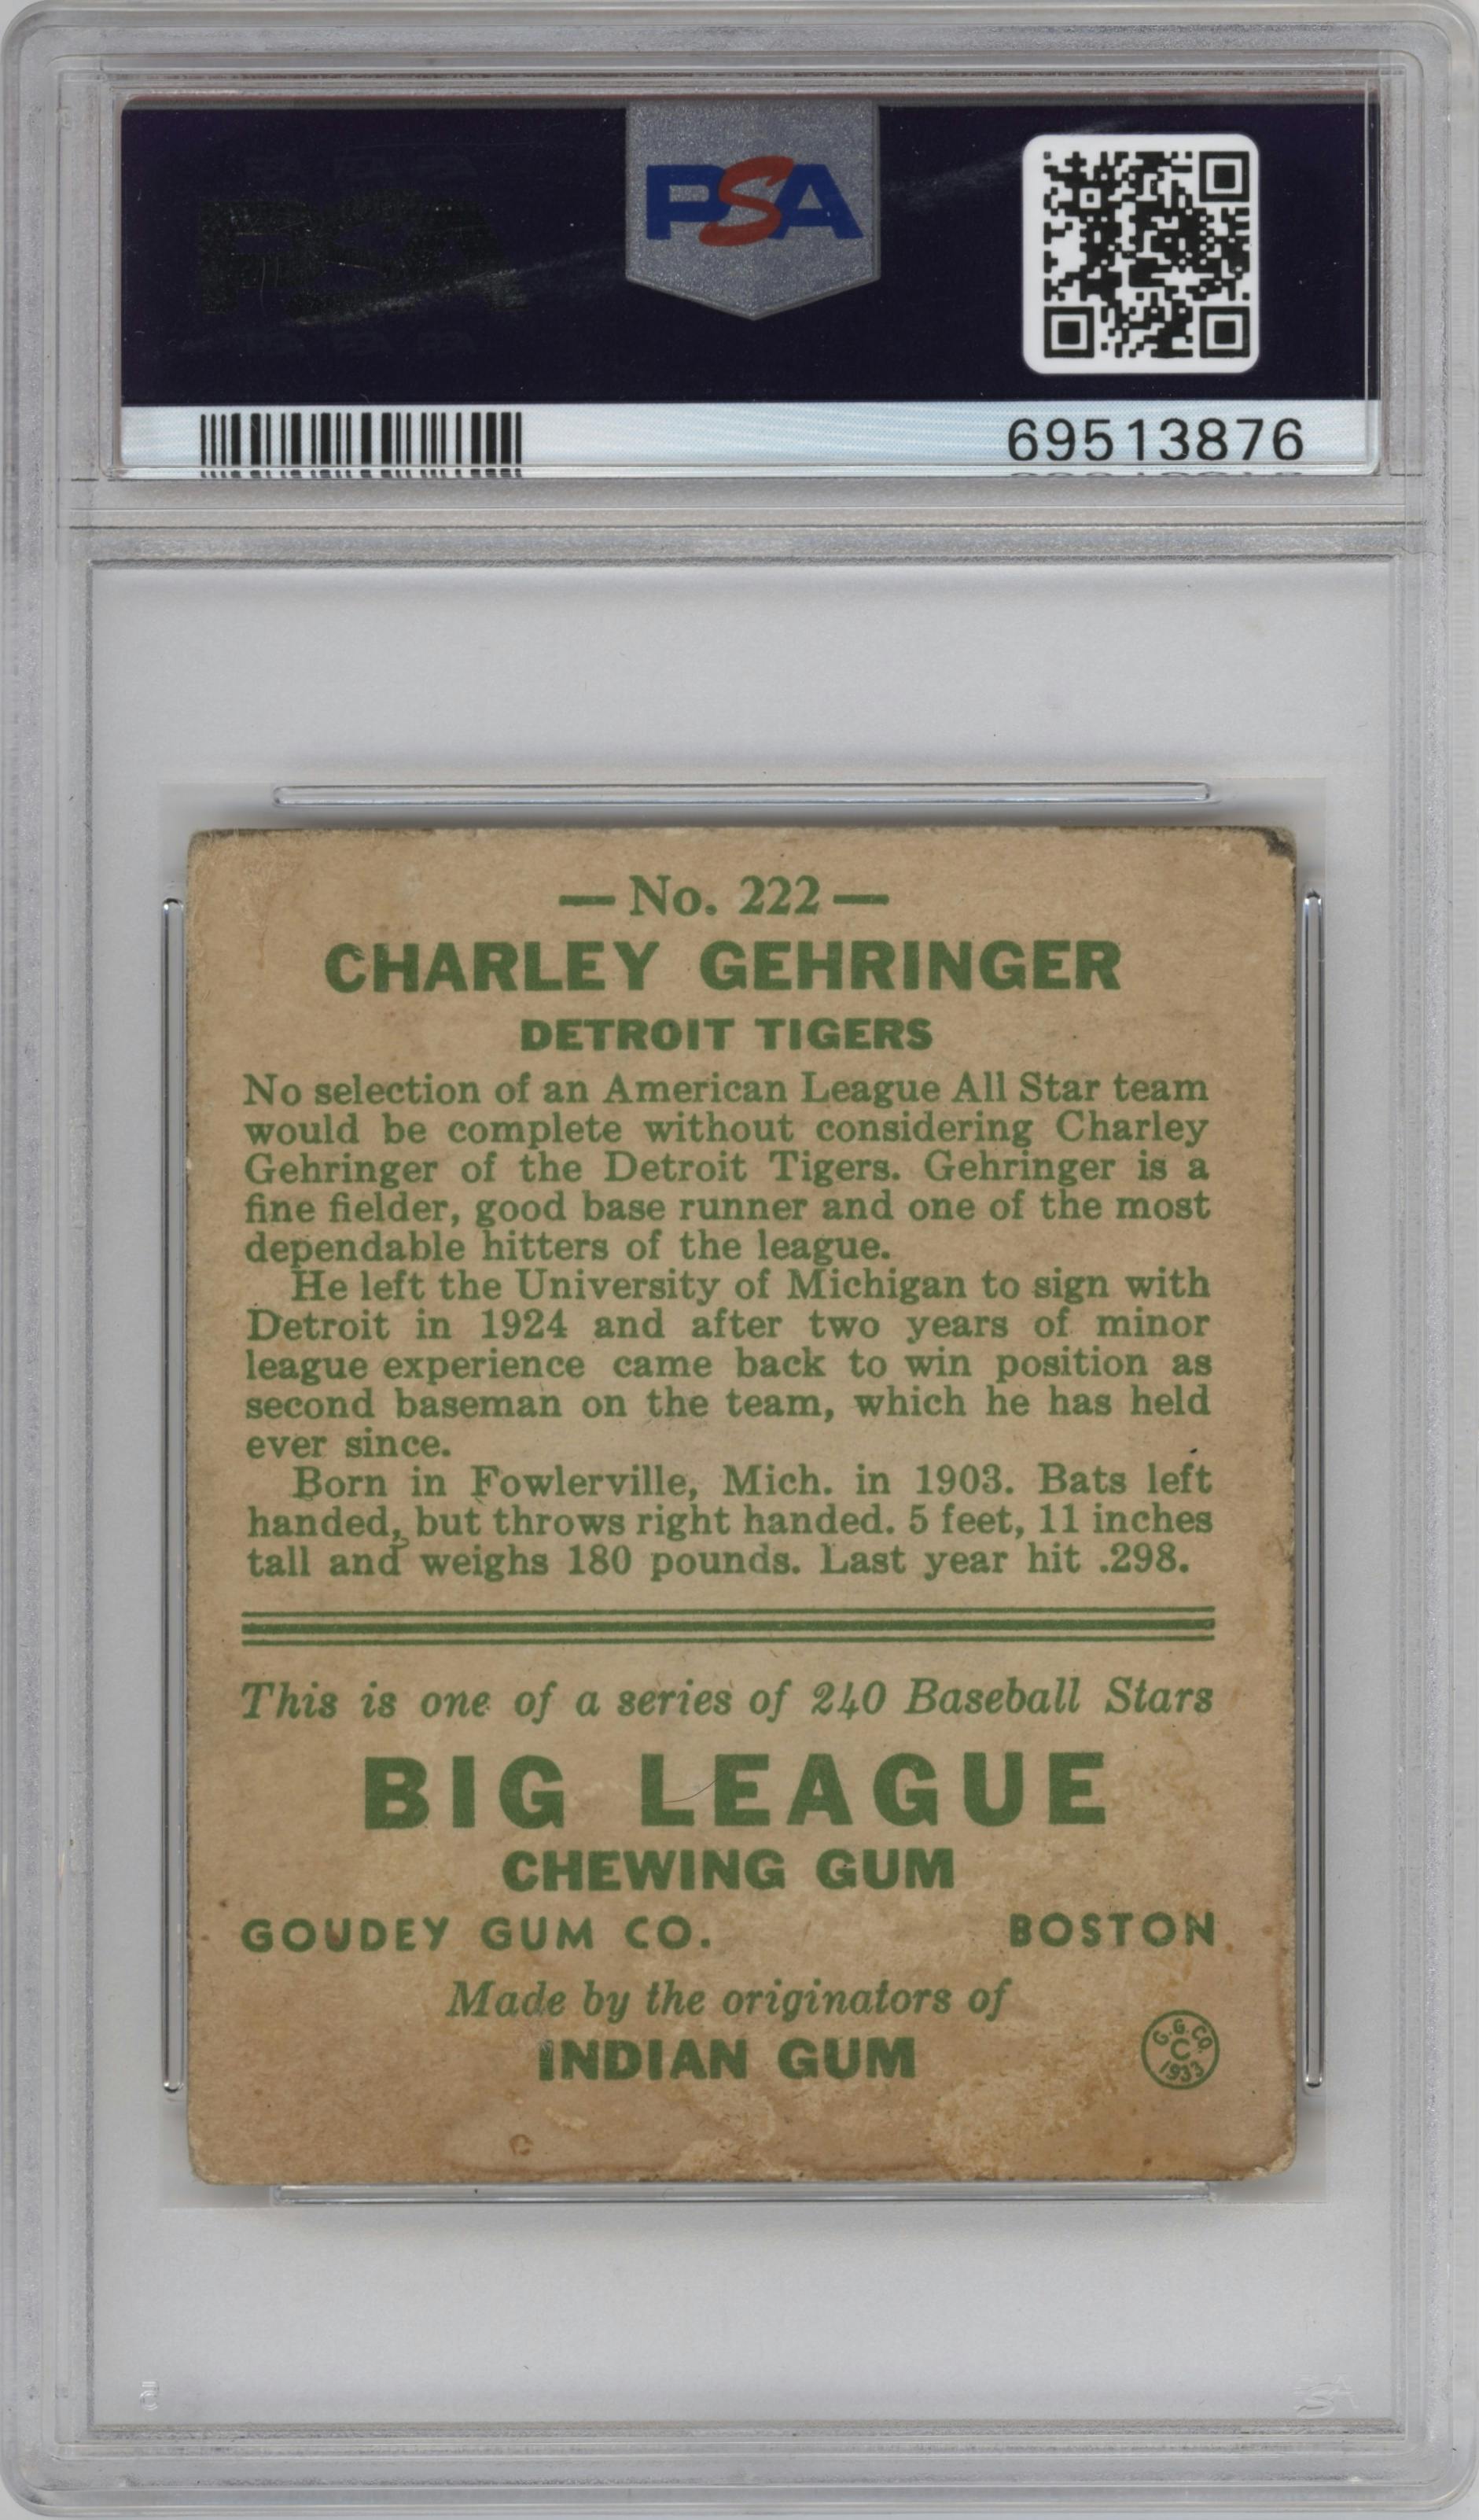 PSA
69513876
— No. 222 —
CHARLEY GEHRINGER
DETROIT TIGERS
No selection of an American League All Star team
would be complete without considering Charley
Gehringer of the Detroit Tigers. Gehringer is a
fine fielder, good base runner and one of the most
dependable hitters of the league.
He left the University of Michigan to sign with
Detroit in 1924 and after two years of minor
league experience came back to win position as
second baseman on the team, which he has held
ever since.
Born in Fowlerville, Mich. in 1903. Bats left
handed, but throws right handed. 5 feet, 11 inches
tall and weighs 180 pounds. Last year hit .298.
This is one of a series of 240 Baseball Stars
BIG LEAGUE
CHEWING GUM
GOUDEY GUM CO. BOSTON
Made by the originators of
INDIAN GUM
G.G.CO.
C
1933
PSA